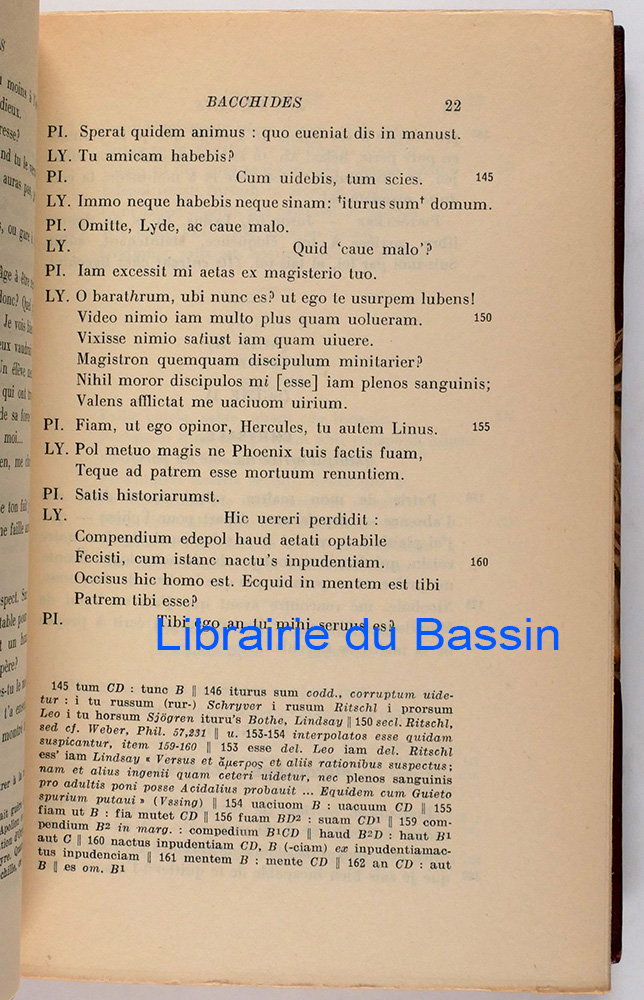 BACCHIDES 22
PI. Sperat quidem animus : quo eueniat dis in manust.
LY. Tu amicam habebis?
PI. Cum uidebis, tum scies. 145
LY. Immo neque habebis neque sinam: †iturus sum† domum.
PI. Omitte, Lyde, ac caue malo.
LY. Quid ‘caue malo’?
PI. Iam excessit mi aetas ex magisterio tuo.
LY. O barathrum, ubi nunc es? ut ego te usurpem lubens!
Video nimio iam multo plus quam uolueram. 150
Vixisse nimio satiust iam quam uiuere.
Magistron quemquam discipulum minitarier?
Nihil moror discipulos mi [esse] iam plenos sanguinis;
Valens afflictat me uaciuom uirium.
PI. Fiam, ut ego opinor, Hercules, tu autem Linus. 155
LY. Pol metuo magis ne Phoenix tuis factis fuam,
Teque ad patrem esse mortuum renuntiem.
PI. Satis historiarumst.
LY. Hic uereri perdidit :
Compendium edepol haud aetati optabile
Fecisti, cum istanc nactu's inpudentiam. 160
Occisus hic homo est. Ecquid in mentem est tibi
Patrem tibi esse?
PI. Tibi ego an tu mihi seruus es?
Librairie du Bassin
145 tum CD : tunc B ‖ 146 iturus sum codd., corruptum uide-
tur : i tu russum (rur-) Schryver i rusum Ritschl i prorsum
Leo i tu horsum Sjögren ituru's Bothe, Lindsay ‖ 150 secl. Ritschl,
sed cf. Weber, Phil. 57,231 ‖ u. 153-154 interpolatos esse quidam
suspicantur, item 159-160 ‖ 153 esse del. Leo iam del. Ritschl
ess' iam Lindsay « Versus et ἄμετρος et aliis rationibus suspectus;
nam et alius ingenii quam ceteri uidetur, nec plenos sanguinis
pro adultis poni posse Acidalius probauit ... Equidem cum Guieto
spurium putaui » (Vssing) ‖ 154 uaciuom B : uacuum CD ‖ 155
fiam ut B : fia mutet CD ‖ 156 fuam BD2 : suam CD1 ‖ 159 com-
pendium B2 in marg. : compedium B1CD ‖ haud B2D : haut B1
aut C ‖ 160 nactus inpudentiam CD, B (-ciam) ex inpudentiamac-
tus inpudenciam ‖ 161 mentem B : mente CD ‖ 162 an CD : aut
B ‖ es om. B1